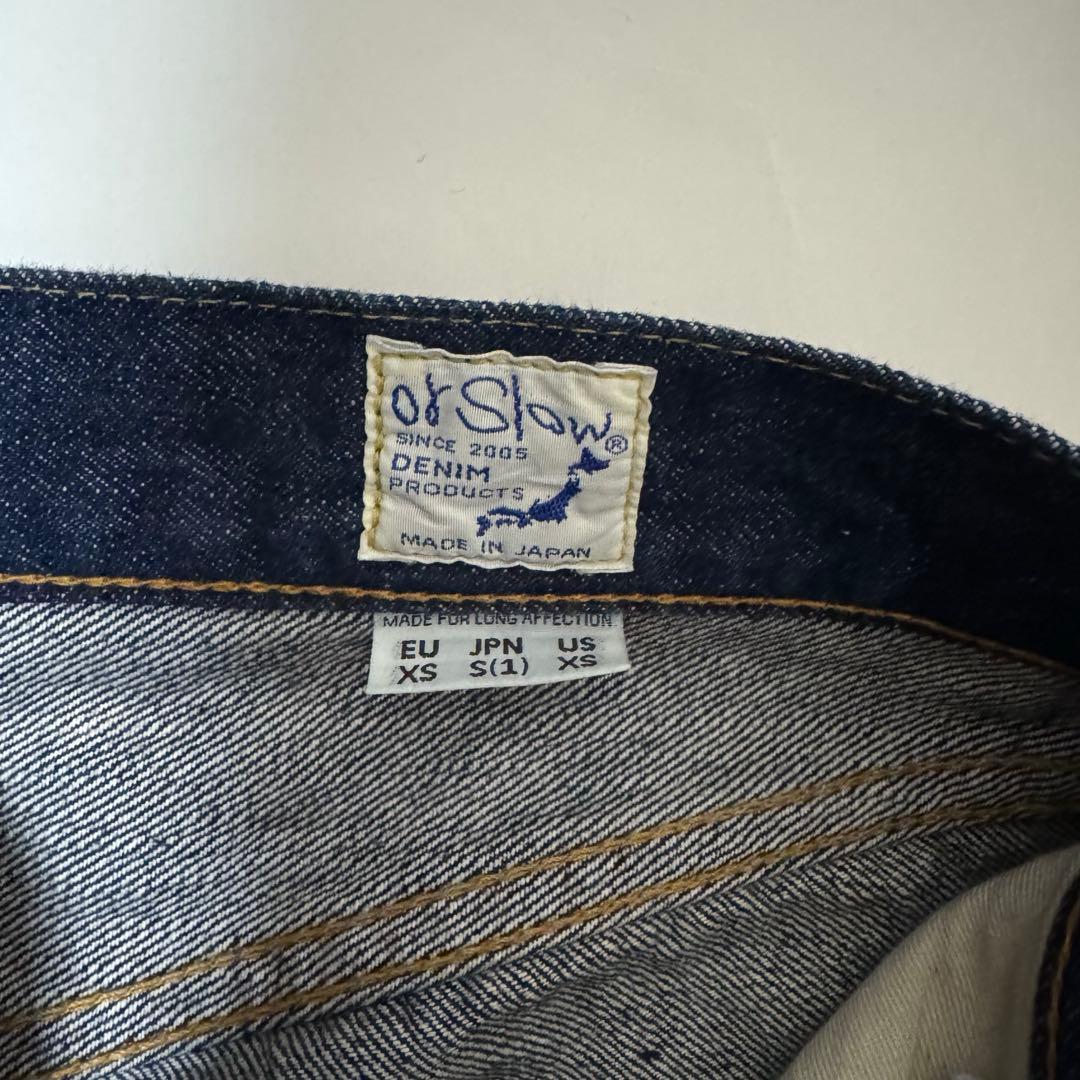 orSlow®
SINCE 2005
DENIM
PRODUCTS
MADE IN JAPAN
MADE FOR LONG AFFECTION
EU JPN US
XS S(1) XS